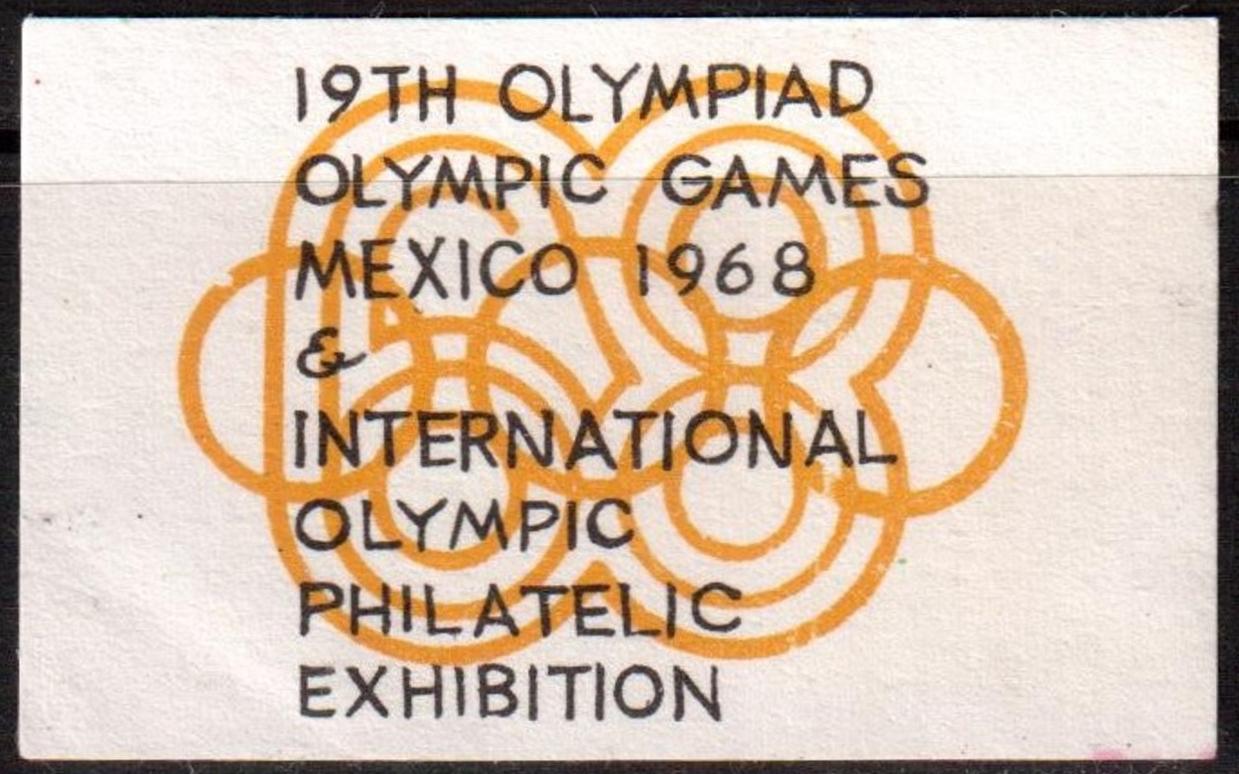 19TH OLYMPIAD
OLYMPIC GAMES
MEXICO 1968
&
INTERNATIONAL
OLYMPIC
PHILATELIC
EXHIBITION